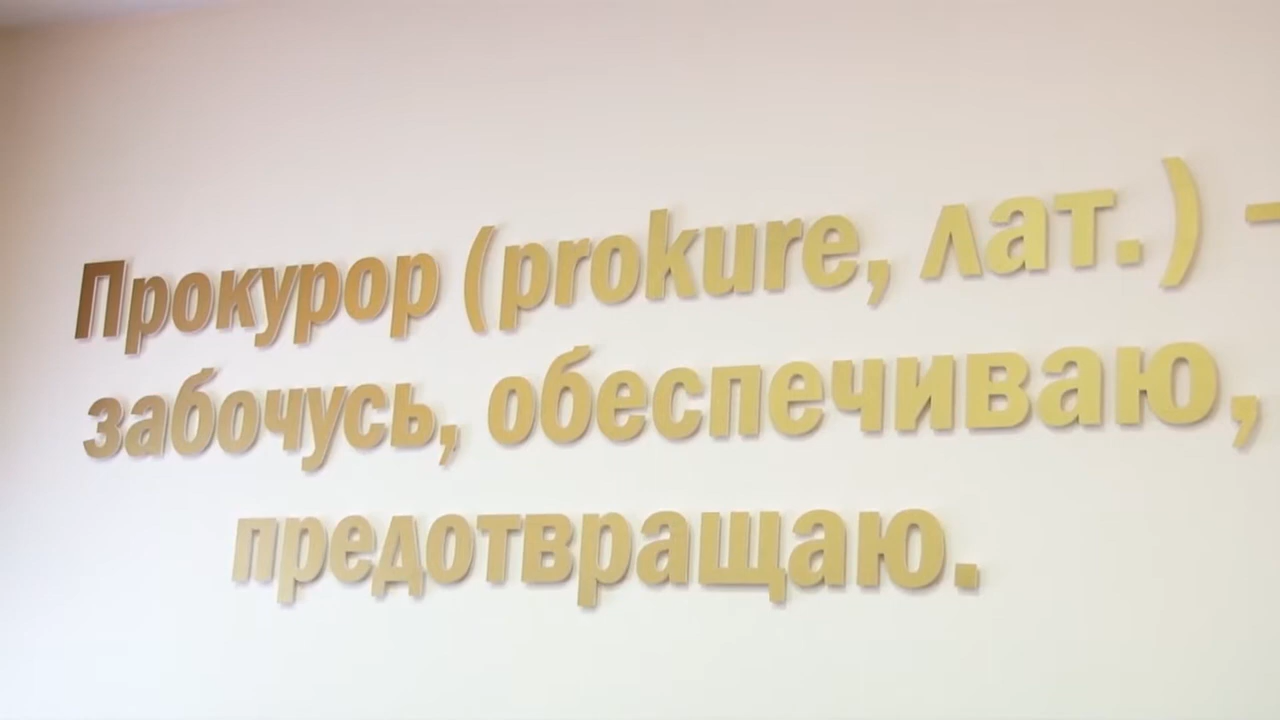 Прокурор (prokure, лат.) -
забочусь, обеспечиваю,
предотвращаю.